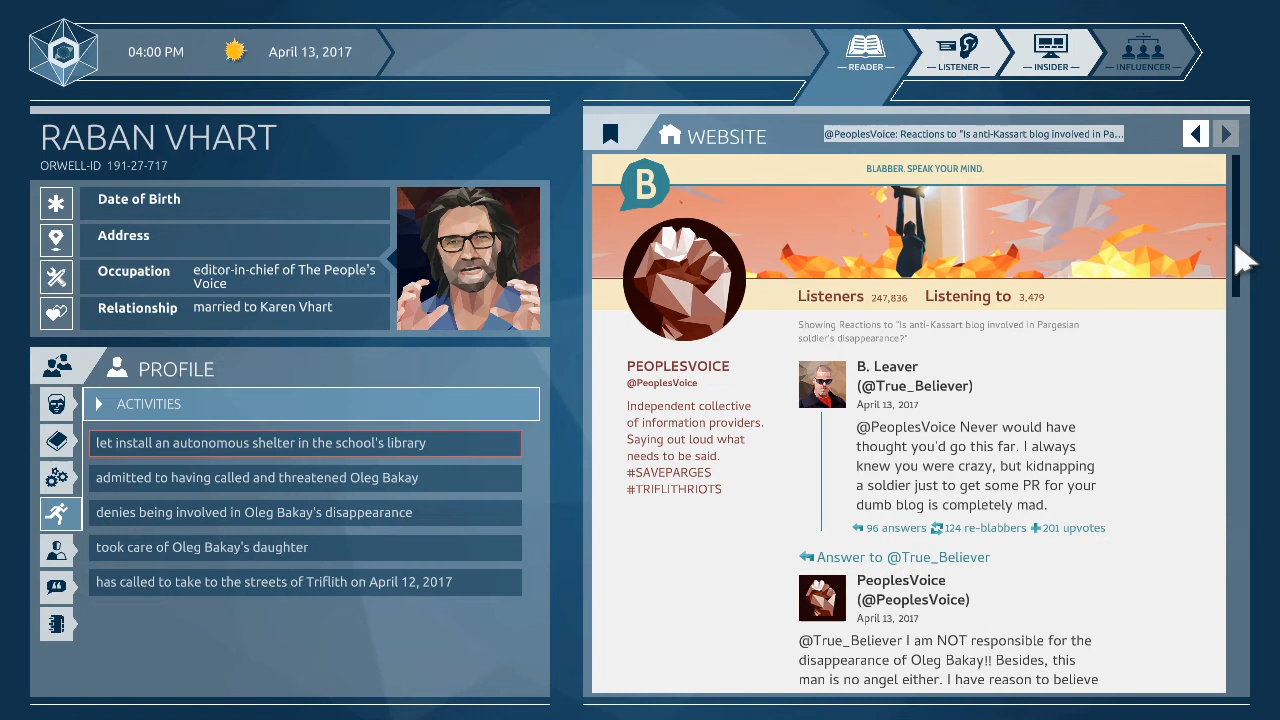 04:00 PM
April 13, 2017
— READER —
— LISTENER —
— INSIDER —
— INFLUENCER —
RABAN VHART
ORWELL-ID 191-27-717
Date of Birth
Address
Occupation editor-in-chief of The People's
Voice
Relationship married to Karen Vhart
PROFILE
ACTIVITIES
let install an autonomous shelter in the school's library
admitted to having called and threatened Oleg Bakay
denies being involved in Oleg Bakay's disappearance
took care of Oleg Bakay's daughter
has called to take to the streets of Triflith on April 12, 2017
WEBSITE
@PeoplesVoice: Reactions to "Is anti-Kassart blog involved in Pa...
BLABBER. SPEAK YOUR MIND.
B
Listeners 247,836 Listening to 3,479
Showing Reactions to "Is anti-Kassart blog involved in Pargesian
soldier's disappearance?"
PEOPLESVOICE
@PeoplesVoice
Independent collective
of information providers.
Saying out loud what
needs to be said.
#SAVEPARGES
#TRIFLITHRIOTS
B. Leaver
(@True_Believer)
April 13, 2017
@PeoplesVoice Never would have
thought you'd go this far. I always
knew you were crazy, but kidnapping
a soldier just to get some PR for your
dumb blog is completely mad.
96 answers 124 re-blabbers 201 upvotes
Answer to @True_Believer
PeoplesVoice
(@PeoplesVoice)
April 13, 2017
@True_Believer I am NOT responsible for the
disappearance of Oleg Bakay!! Besides, this
man is no angel either. I have reason to believe